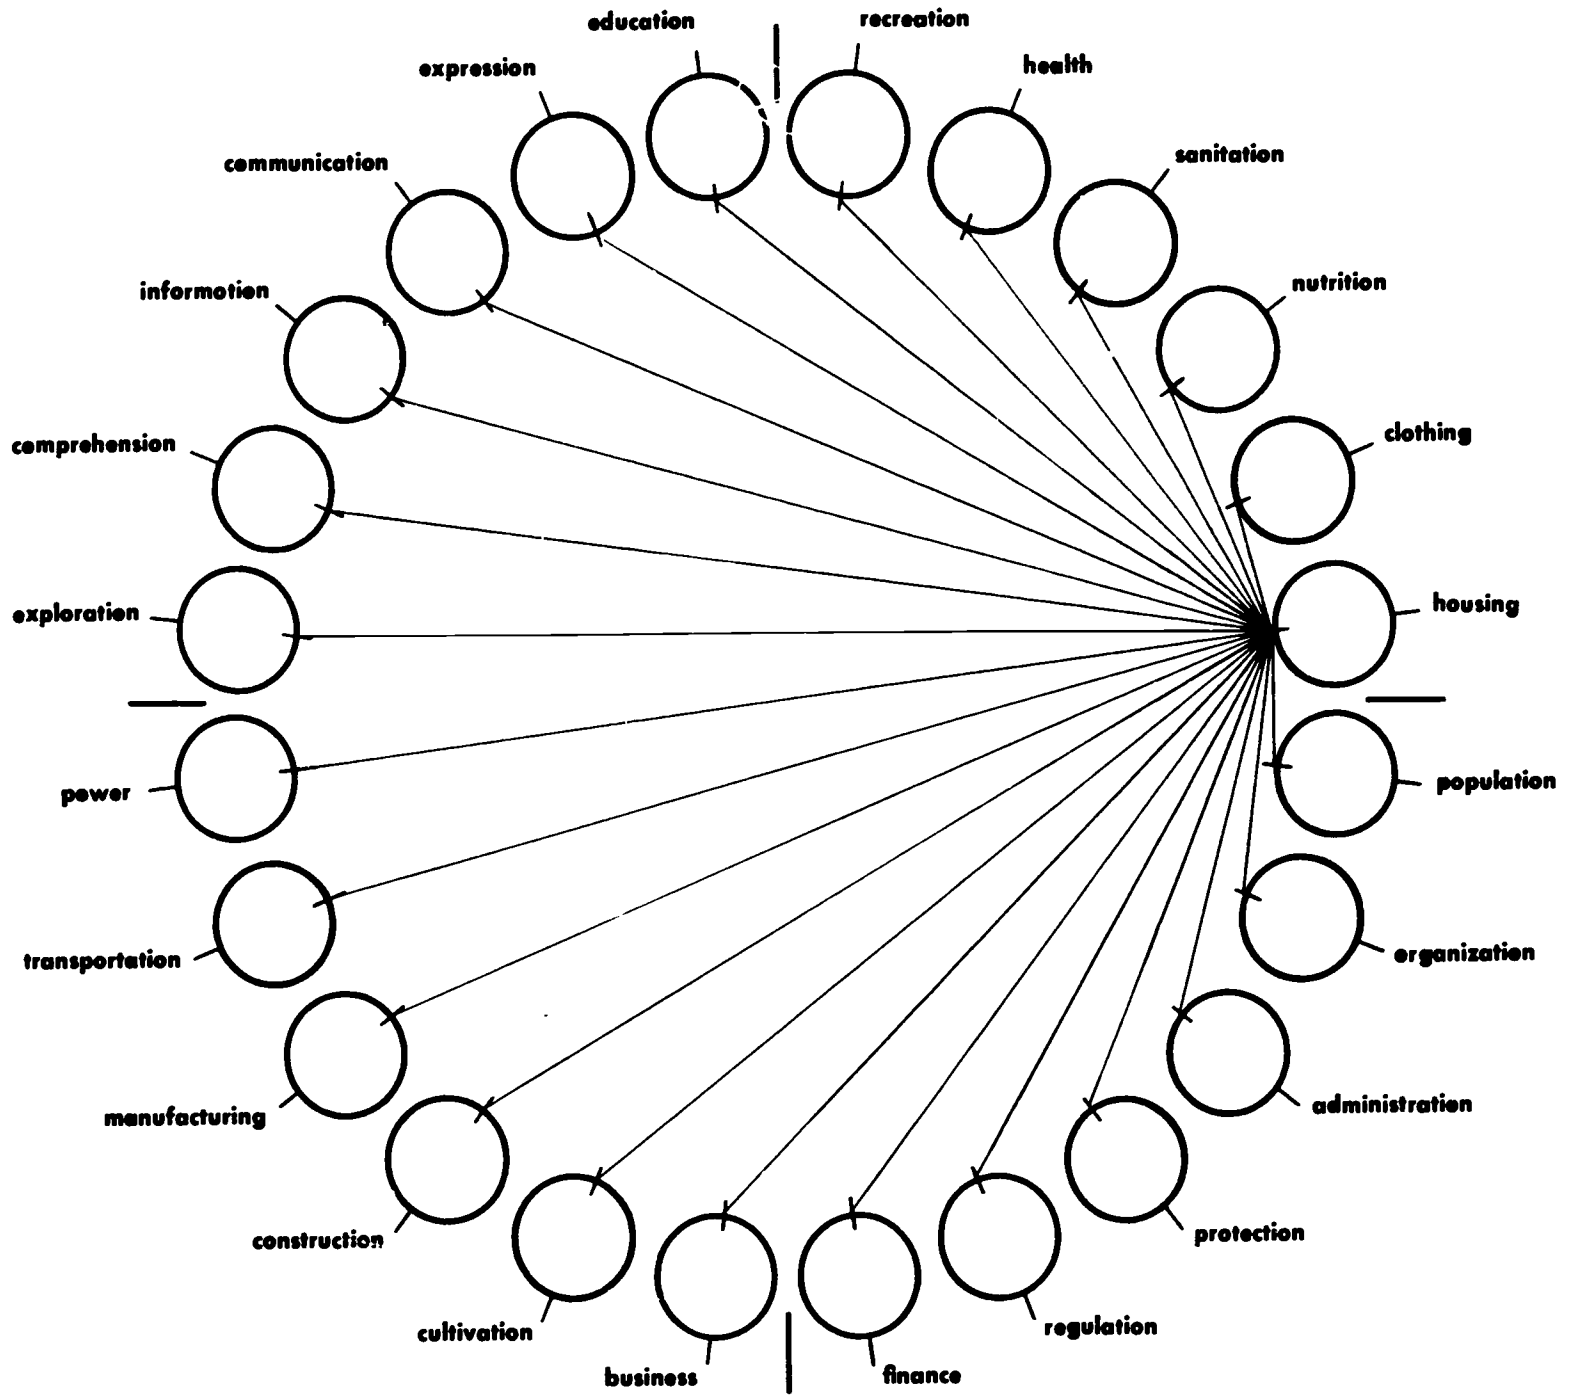 education
recreation
expression
health
communication
sanitation
information
nutrition
comprehension
clothing
exploration
housing
power
population
transportation
organization
manufacturing
administration
construction
protection
cultivation
regulation
business
finance